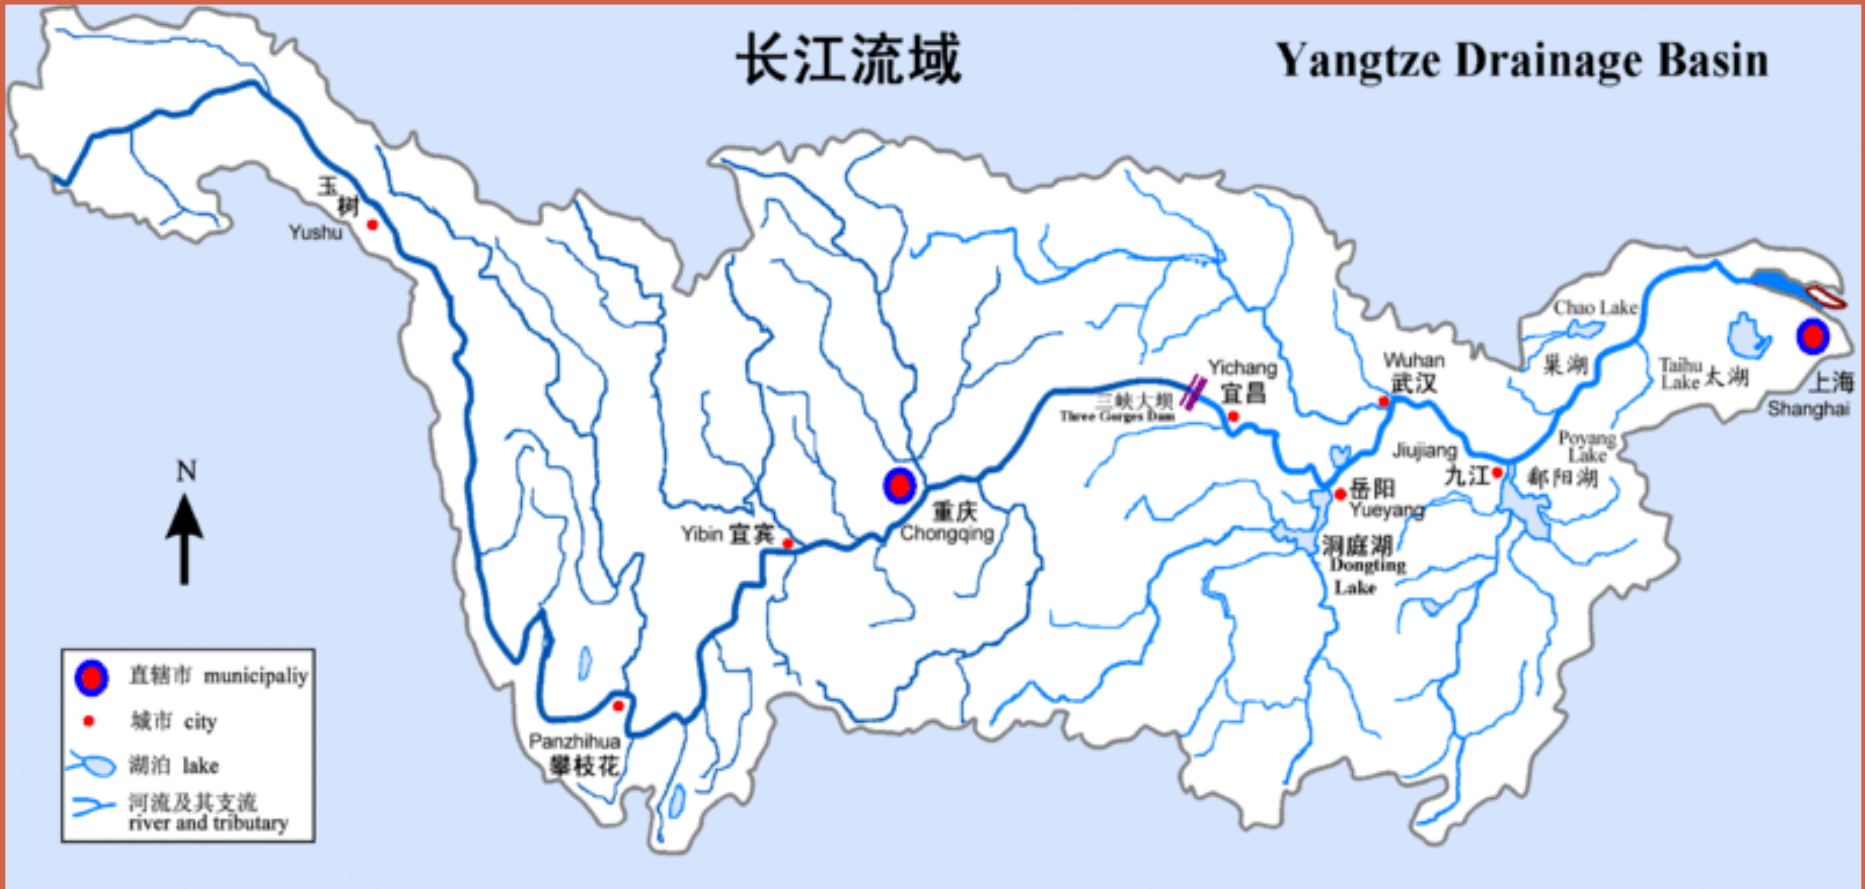 长江流域
Yangtze Drainage Basin
玉
树
Yushu
Chao Lake
巢湖
Taihu
Lake 太湖
上海
Shanghai
Yichang
宜昌
Wuhan
武汉
三峡大坝
Three Gorges Dam
Jiujiang
九江
Poyang
Lake
鄱阳湖
岳阳
Yueyang
洞庭湖
Dongting
Lake
重庆
Chongqing
Yibin 宜宾
Panzhihua
攀枝花
N
直辖市 municipaliy
城市 city
湖泊 lake
河流及其支流
river and tributary